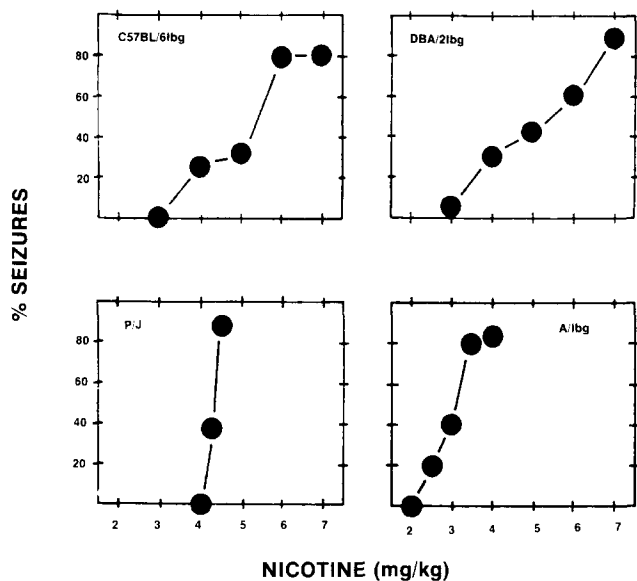 C57BL/6Ibg
DBA/2Ibg
80
60
40
20
% SEIZURES
P/J
A/Ibg
80
60
40
20
2 3 4 5 6 7
2 3 4 5 6 7
NICOTINE (mg/kg)